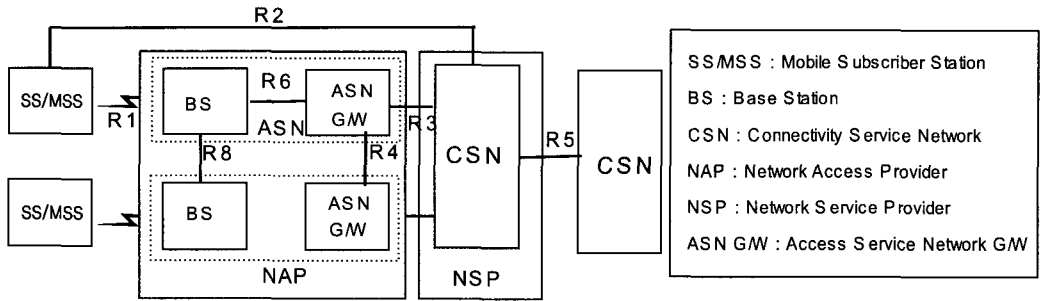 R2
SS/MSS
R1
BS
R6
ASN
G/W
ASN
R3
R8
R4
CSN
R5
CSN
SS/MSS
BS
ASN
G/W
NAP
NSP
SS/MSS : Mobile Subscriber Station
BS : Base Station
CSN : Connectivity Service Network
NAP : Network Access Provider
NSP : Network Service Provider
ASN G/W : Access Service Network G/W